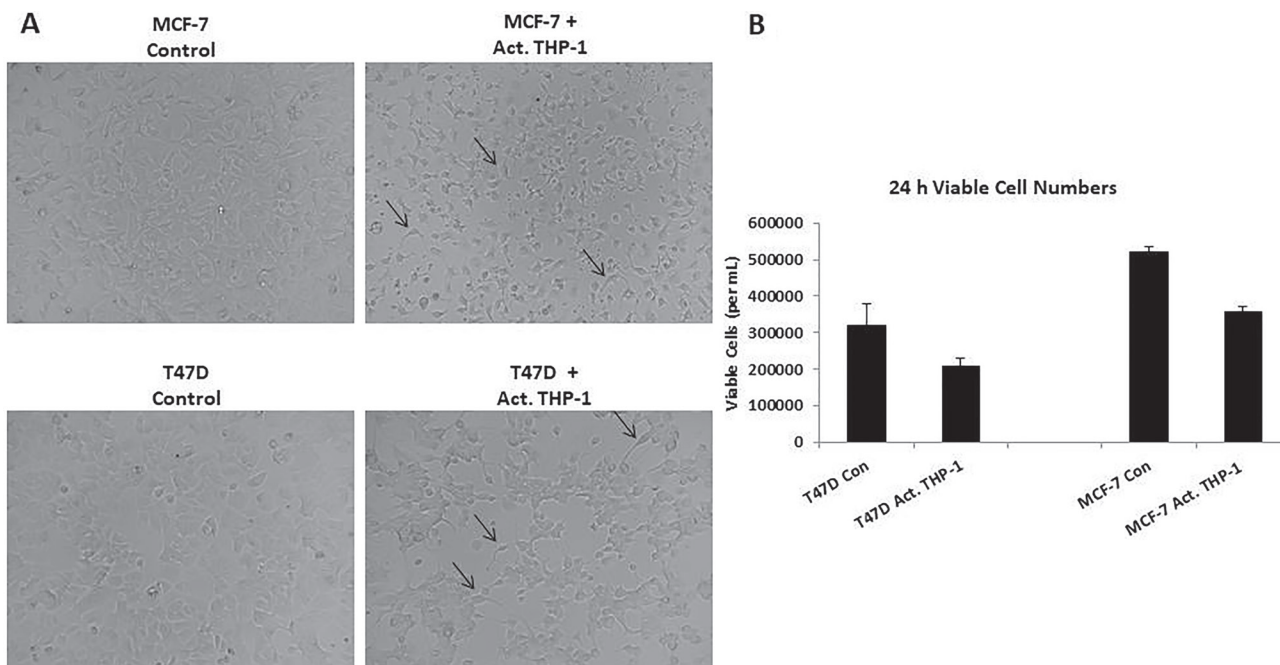 A
MCF-7
Control
MCF-7 +
Act. THP-1
T47D
Control
T47D +
Act. THP-1
B
24 h Viable Cell Numbers
Viable Cells (per mL)
600000
500000
400000
300000
200000
100000
0
T47D Con
T47D Act. THP-1
MCF-7 Con
MCF-7 Act. THP-1